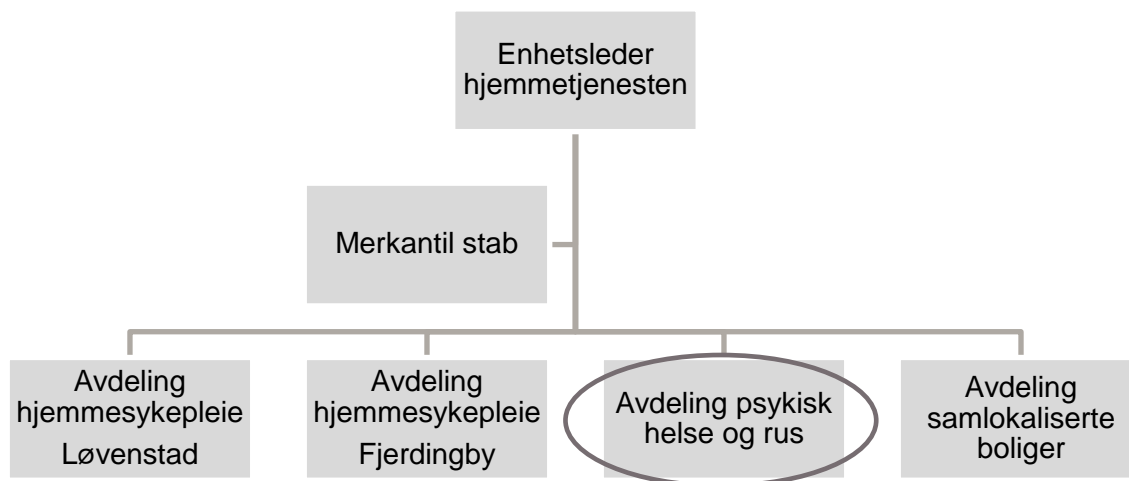 Enhetsleder
hjemmetjenesten
Merkantil stab
Avdeling
hjemmesykepleie
Løvenstad
Avdeling
hjemmesykepleie
Fjerdingby
Avdeling psykisk
helse og rus
Avdeling
samlokaliserte
boliger